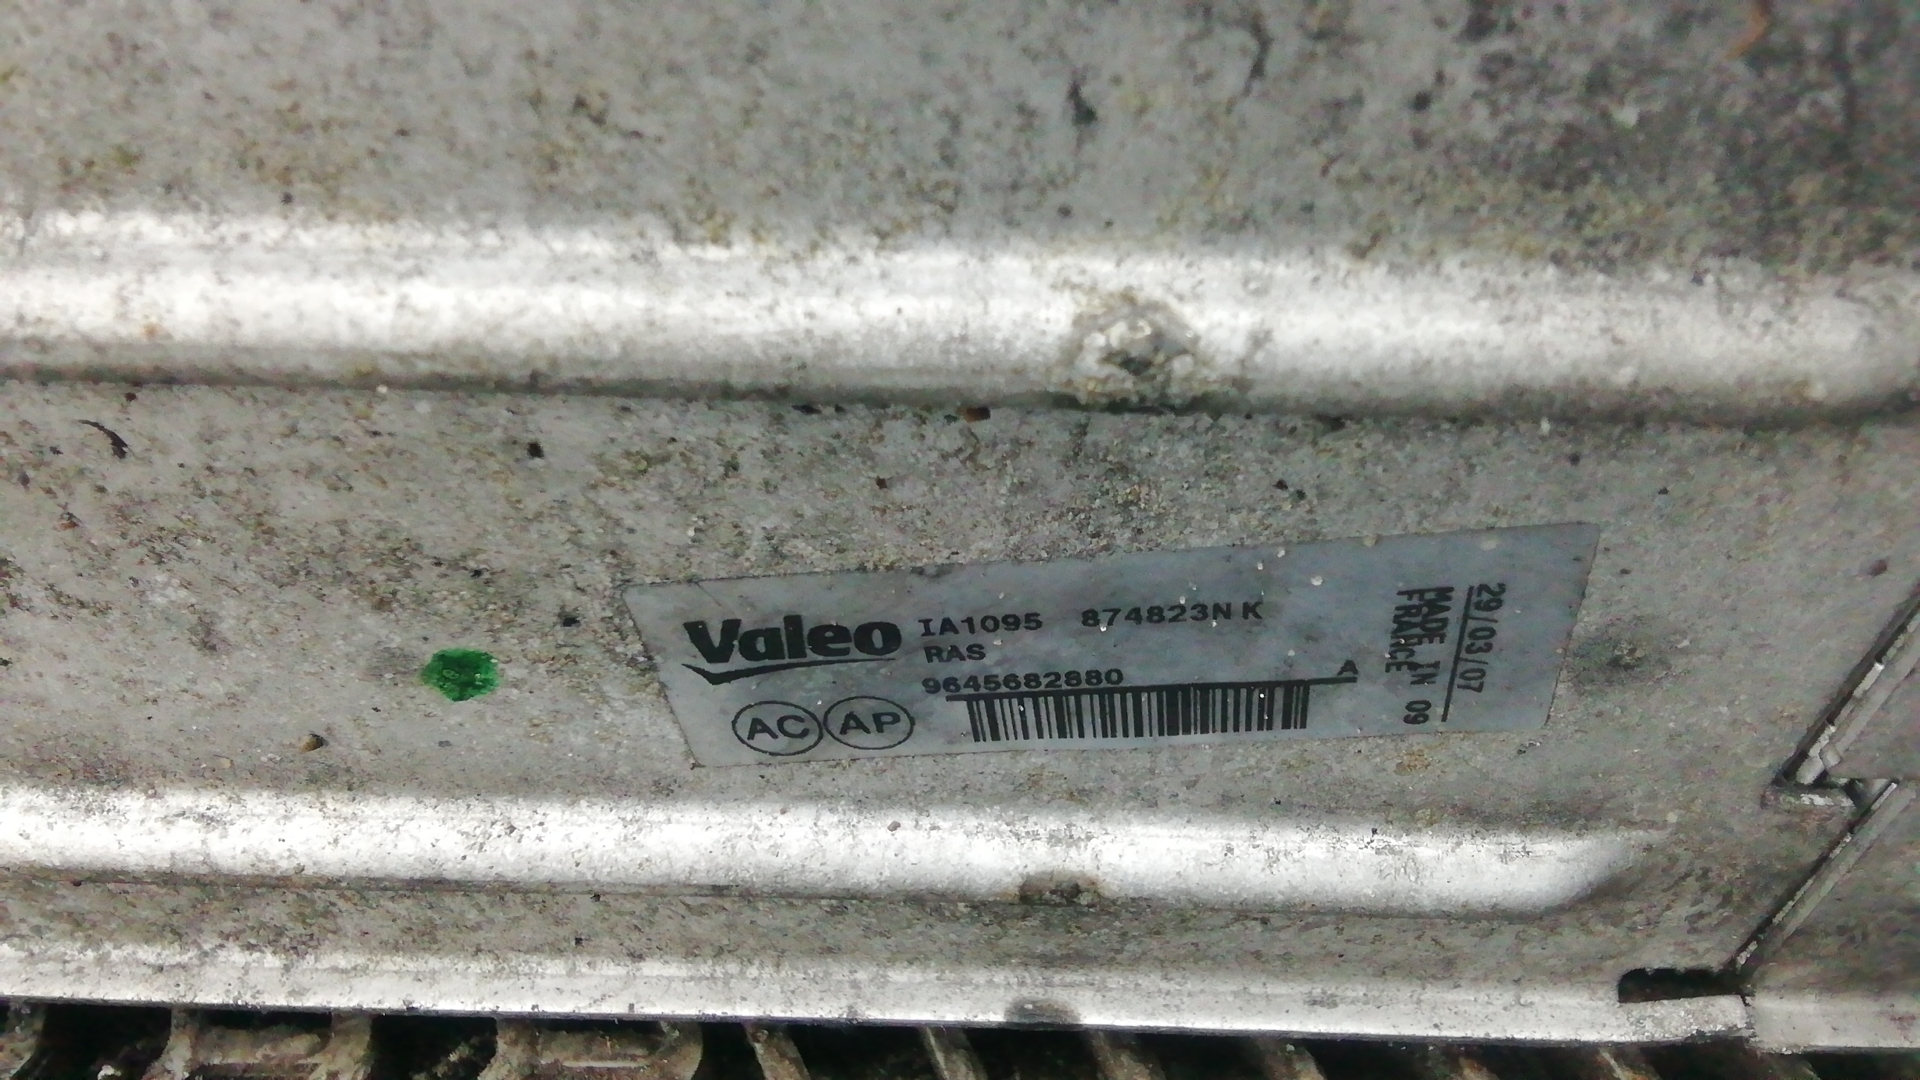 Valeo IA1095 874823N K
RAS
9645682880 A
AC AP
29/03/07
MADE IN 09
FRANCE